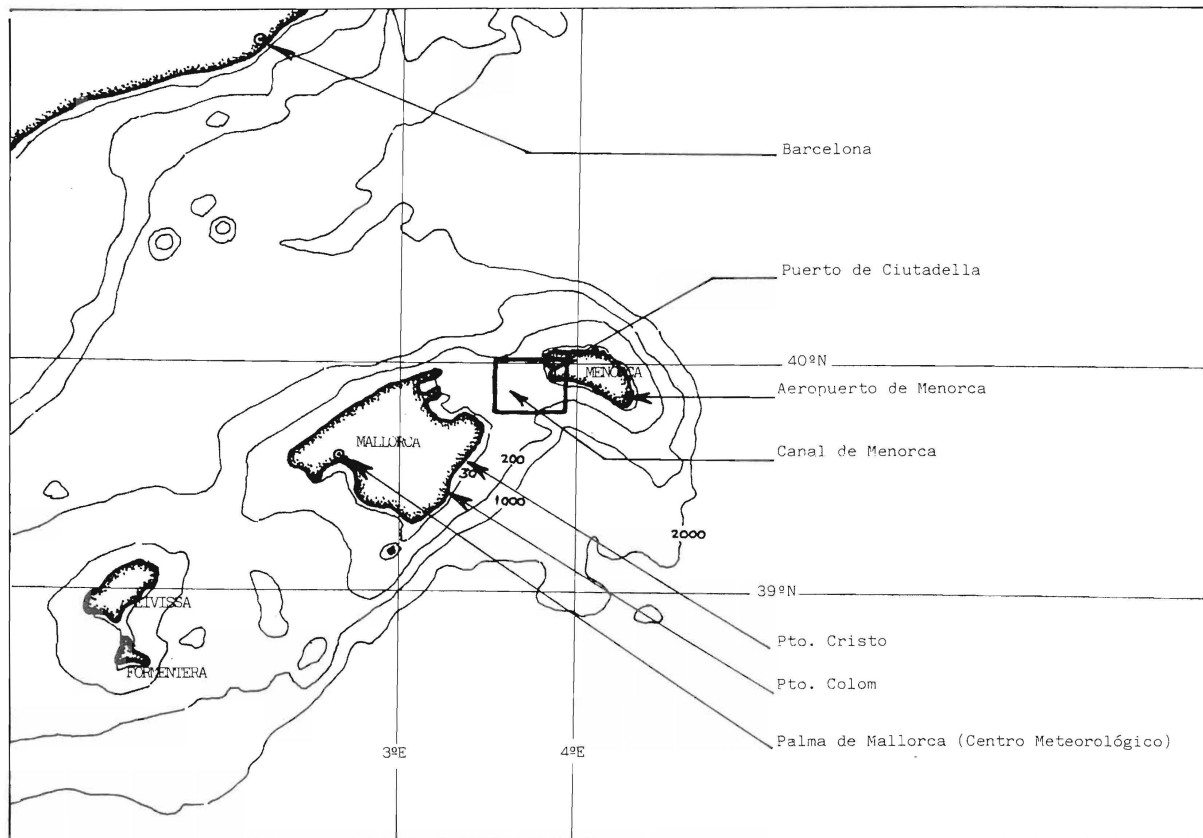 Barcelona
Puerto de Ciutadella
40ºN
MENORCA
Aeropuerto de Menorca
MALLORCA
Canal de Menorca
200
30
1000
2000
39ºN
EIVISSA
Pto. Cristo
FORMENTERA
Pto. Colom
Palma de Mallorca (Centro Meteorológico)
3ºE
4ºE